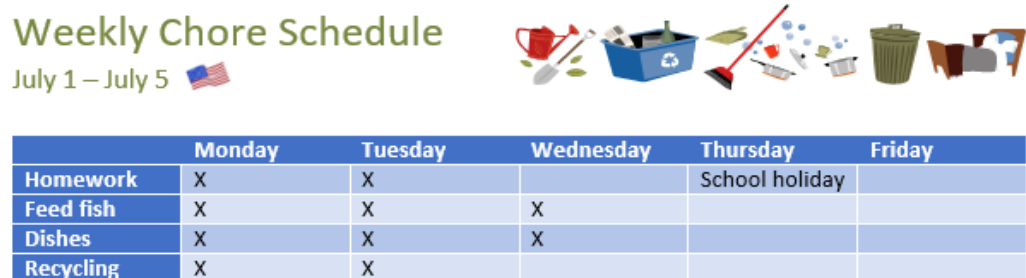 Weekly Chore Schedule
July 1 – July 5
Monday Tuesday Wednesday Thursday Friday
Homework X X School holiday
Feed fish X X X
Dishes X X X
Recycling X X